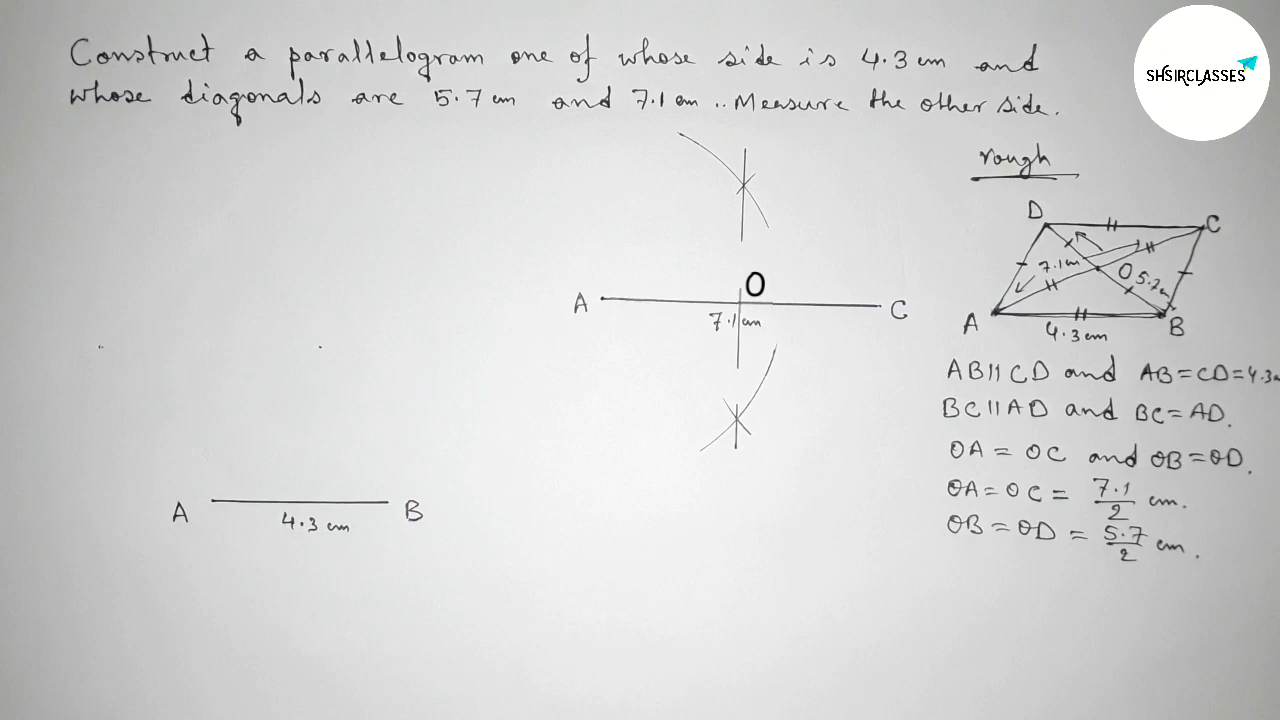 Construct a parallelogram one of whose side is 4.3 cm and
whose diagonals are 5.7 cm and 7.1 cm .. Measure the other side.
SHSIRCLASSES
rough
D
C
7.1 cm
O
5.7 cm
A
B
4.3 cm
O
A
C
7.1 cm
AB || CD and AB = CD = 4.3
BC || AD and BC = AD.
OA = OC and OB = OD.
OA = OC = 7.1/2 cm.
OB = OD = 5.7/2 cm.
A
B
4.3 cm